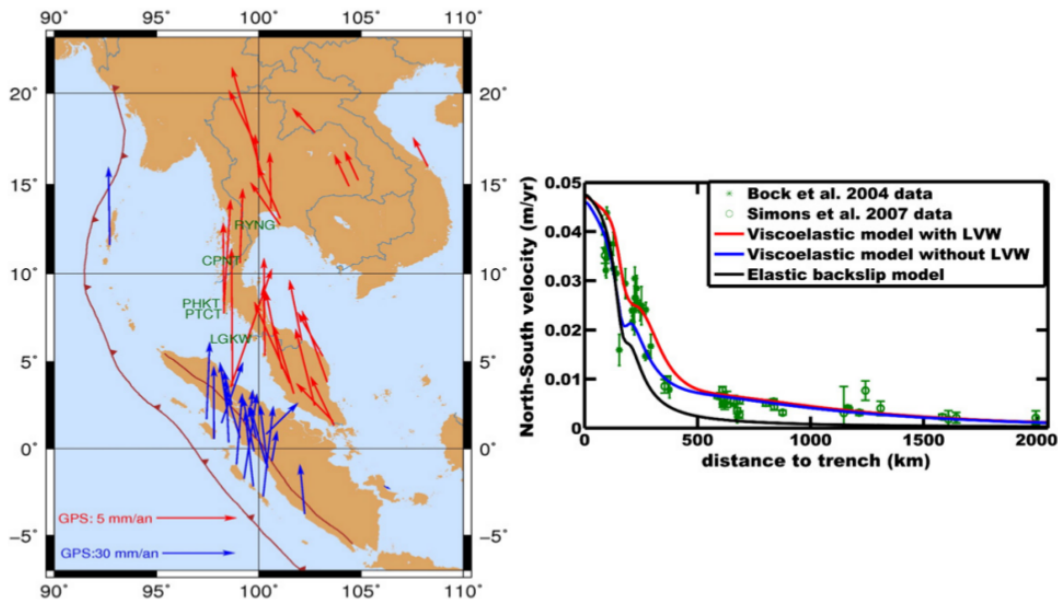 90° 95° 100° 105° 110°
20° 20°
15° 15°
RYNG
CPNT
10° 10°
PHKT
PTCT
LGKW
5° 5°
0° 0°
GPS: 5 mm/an
-5° -5°
GPS:30 mm/an
90° 95° 100° 105° 110°
North-South velocity (m/yr)
0.05
0.04
0.03
0.02
0.01
0
Bock et al. 2004 data
Simons et al. 2007 data
Viscoelastic model with LVW
Viscoelastic model without LVW
Elastic backslip model
0 500 1000 1500 2000
distance to trench (km)